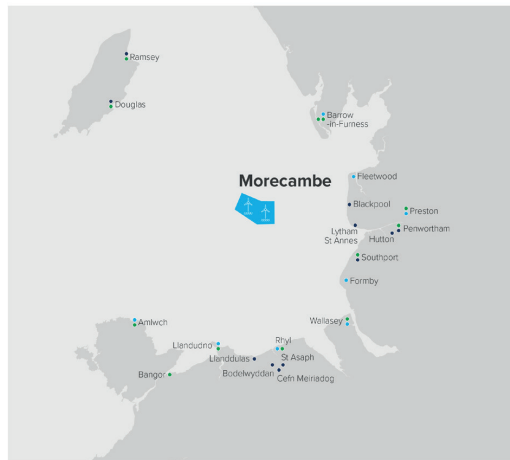 Ramsey
Douglas
Barrow
-in-Furness
Morecambe
Fleetwood
Blackpool
Preston
Lytham
St Annes
Penwortham
Hutton
Southport
Formby
Amlwch
Wallasey
Llandudno
Rhyl
Llanddulas
St Asaph
Bodelwyddan
Cefn Meiriadog
Bangor